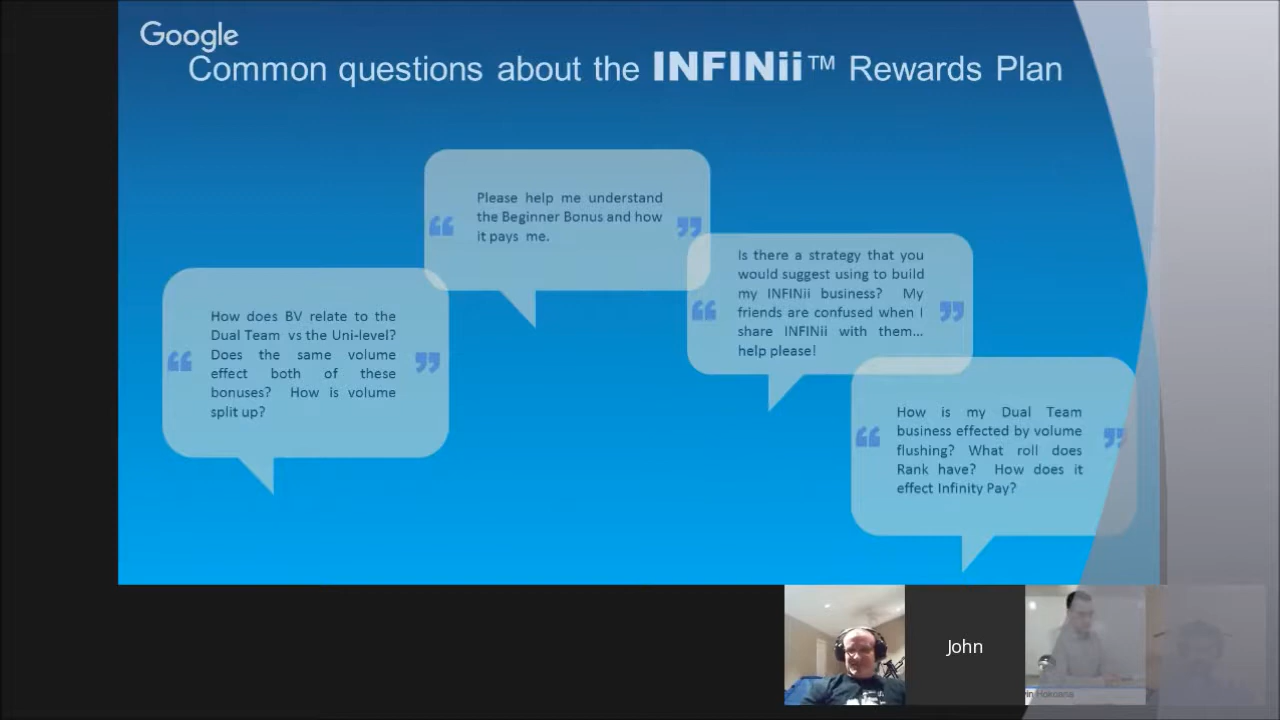 Google
Common questions about the INFINii™ Rewards Plan
Please help me understand
the Beginner Bonus and how
it pays me.
Is there a strategy that you
would suggest using to build
my INFINii business? My
friends are confused when I
share INFINii with them...
help please!
How does BV relate to the
Dual Team vs the Uni-level?
Does the same volume
effect both of these
bonuses? How is volume
split up?
How is my Dual Team
business effected by volume
flushing? What roll does
Rank have? How does it
effect Infinity Pay?
John